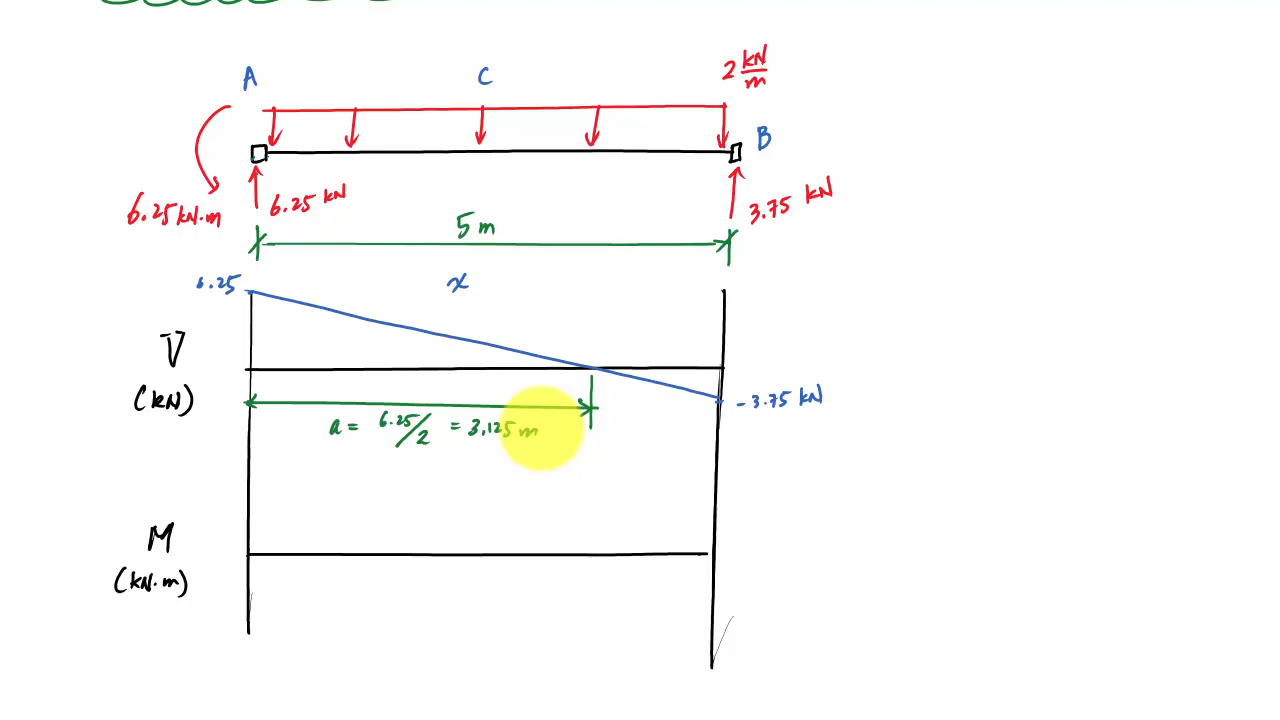 A C 2 kN/m
B
6.25 kN·m 6.25 kN 3.75 kN
5 m
6.25 x
V
(kN) - 3.75 kN
a = 6.25/2 = 3.125 m
M
(kN·m)